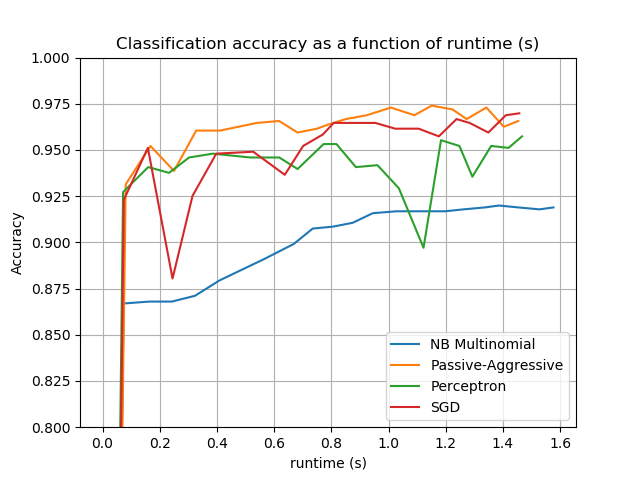 Classification accuracy as a function of runtime (s)
1.000
0.975
0.950
0.925
0.900
0.875
0.850
0.825
0.800
Accuracy
NB Multinomial
Passive-Aggressive
Perceptron
SGD
0.0 0.2 0.4 0.6 0.8 1.0 1.2 1.4 1.6
runtime (s)